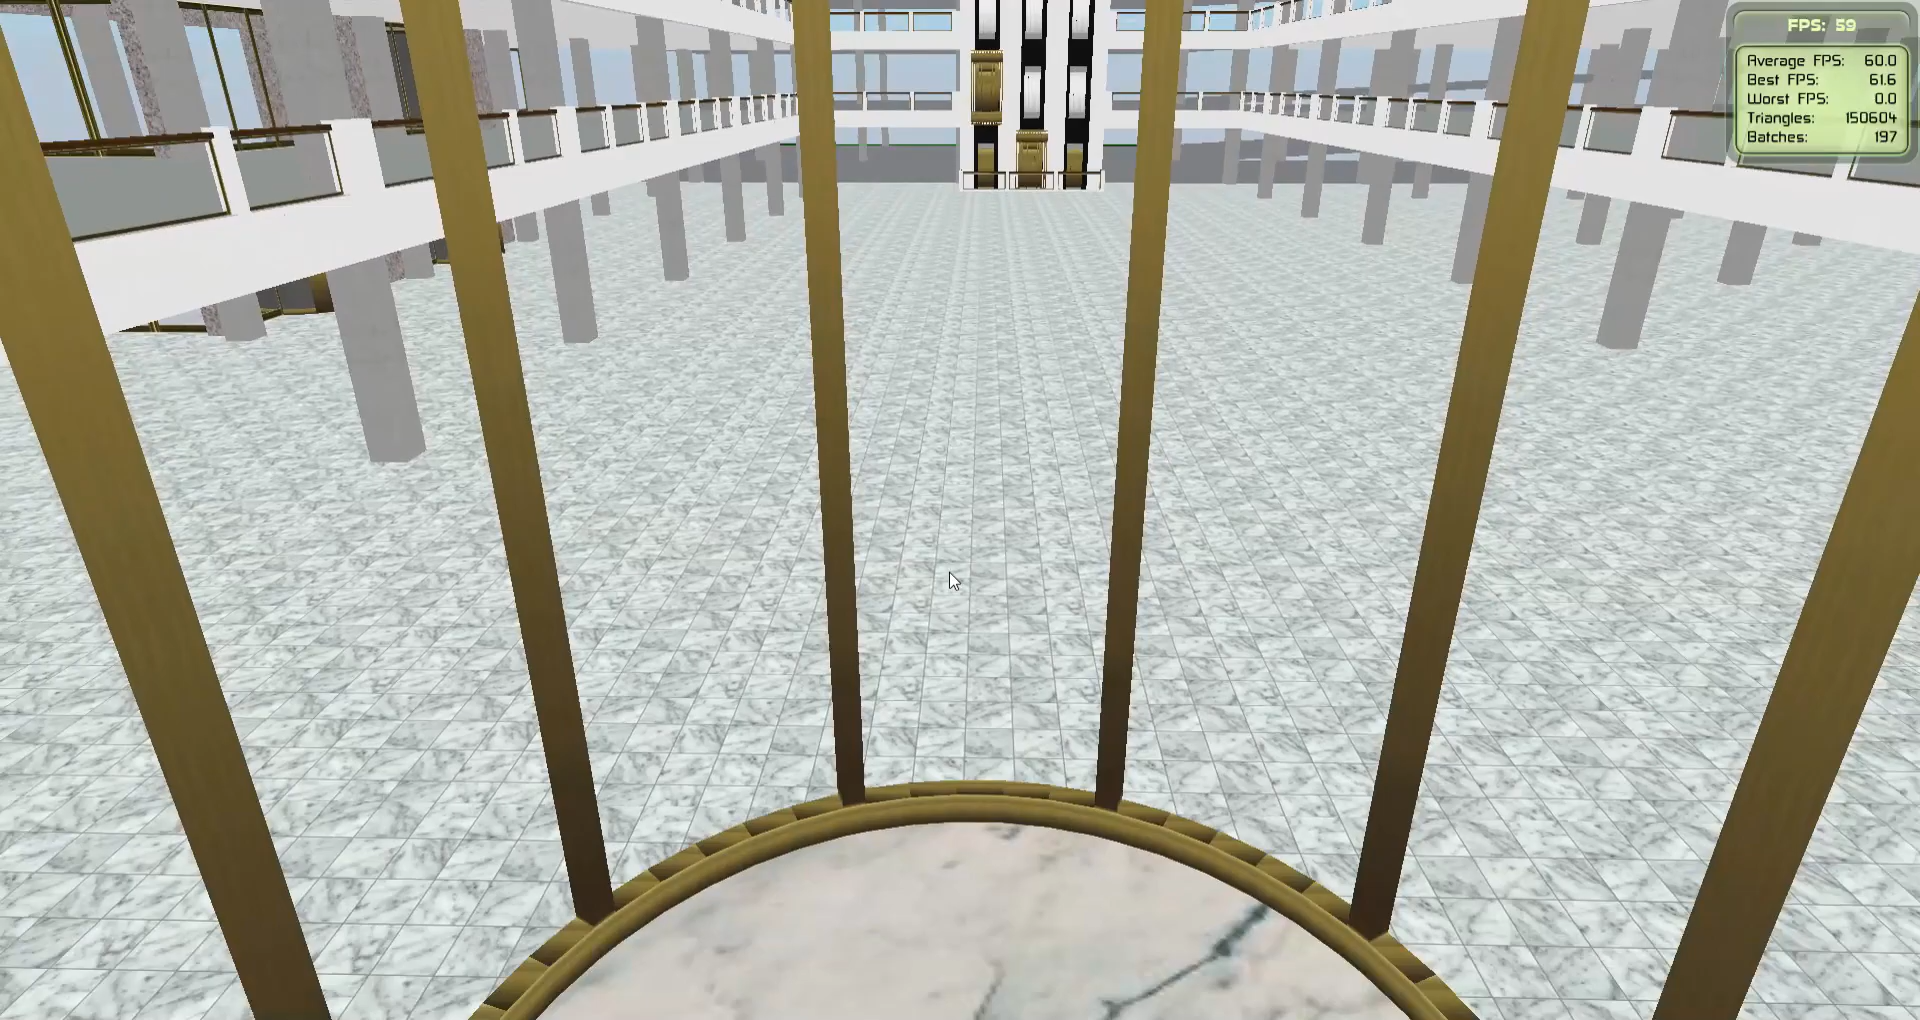 FPS: 59
Average FPS: 60.0
Best FPS: 61.6
Worst FPS: 0.0
Triangles: 150604
Batches: 197